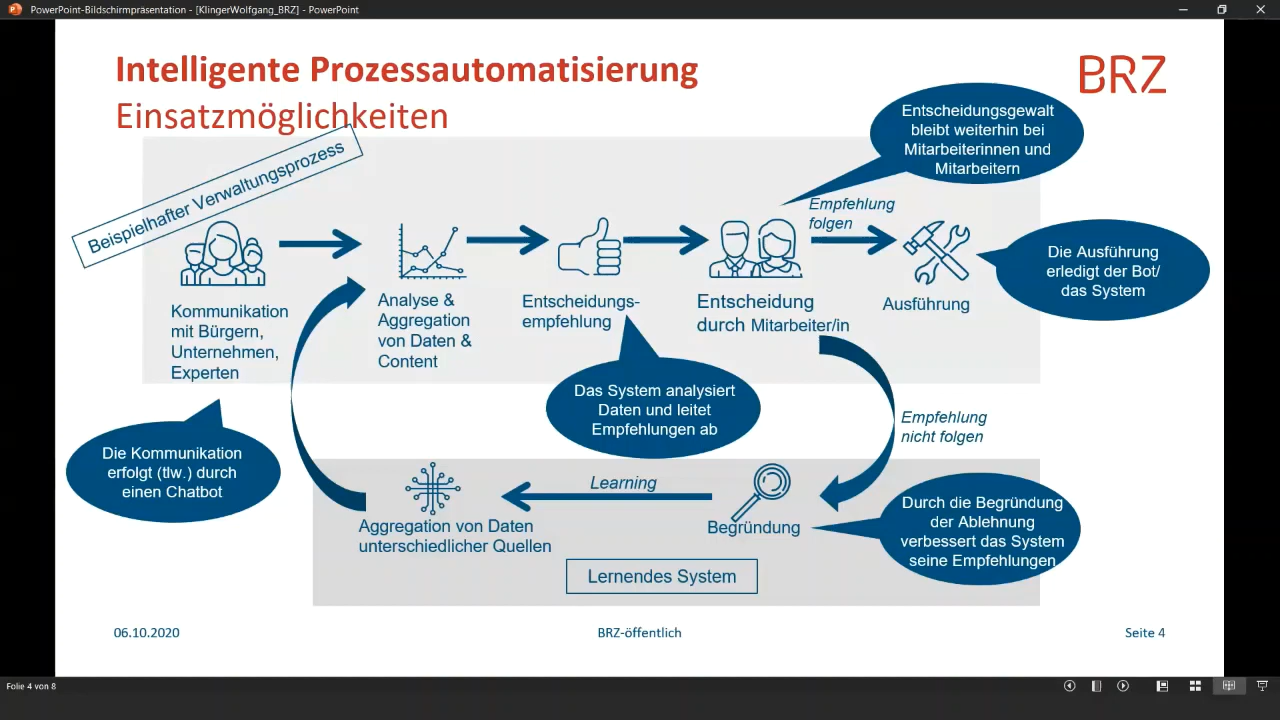 PowerPoint-Bildschirmpräsentation - [KlingerWolfgang_BRZ] - PowerPoint
Intelligente Prozessautomatisierung
Einsatzmöglichkeiten
BRZ
Beispielhafter Verwaltungsprozess
Entscheidungsgewalt
bleibt weiterhin bei
Mitarbeiterinnen und
Mitarbeitern
Kommunikation
mit Bürgern,
Unternehmen,
Experten
Analyse &
Aggregation
von Daten &
Content
Entscheidungs-
empfehlung
Entscheidung
durch Mitarbeiter/in
Empfehlung
folgen
Ausführung
Die Ausführung
erledigt der Bot/
das System
Das System analysiert
Daten und leitet
Empfehlungen ab
Empfehlung
nicht folgen
Die Kommunikation
erfolgt (tlw.) durch
einen Chatbot
Aggregation von Daten
unterschiedlicher Quellen
Learning
Begründung
Durch die Begründung
der Ablehnung
verbessert das System
seine Empfehlungen
Lernendes System
06.10.2020
BRZ-öffentlich
Seite 4
Folie 4 von 8